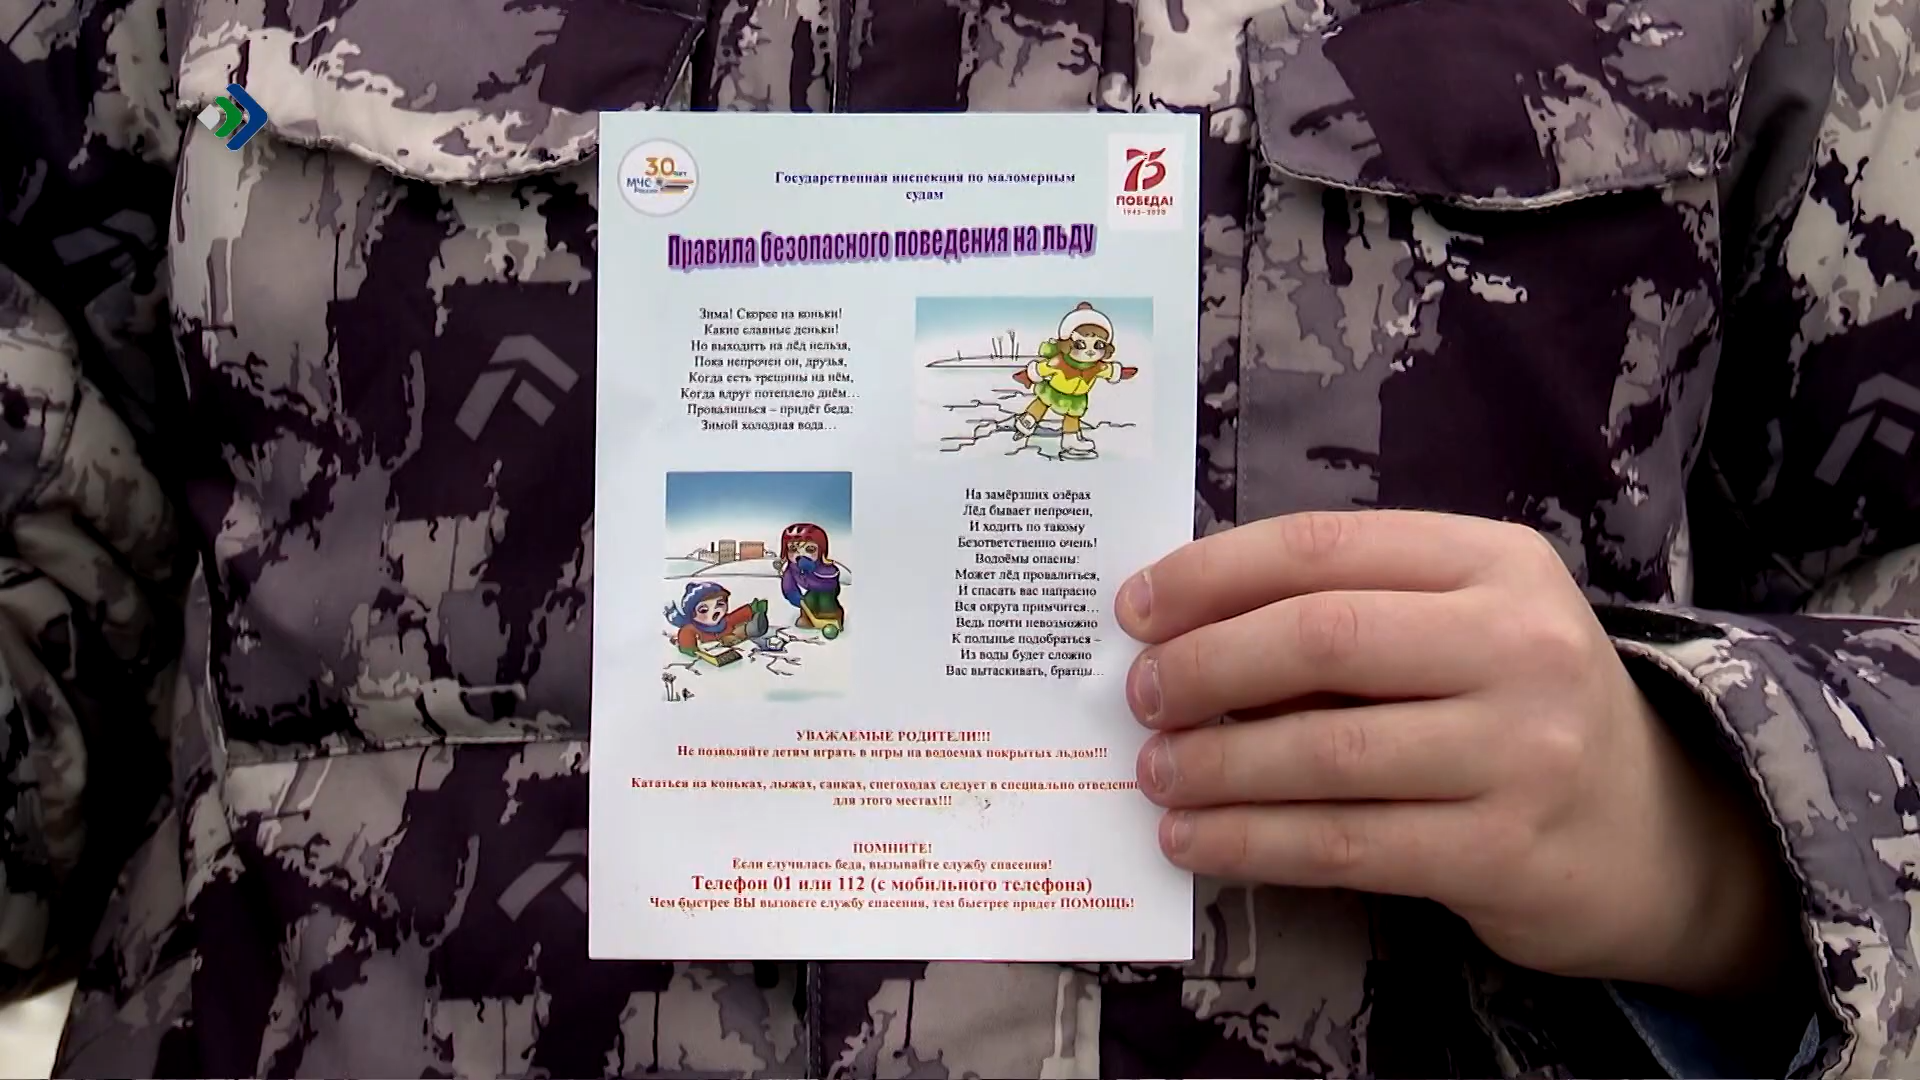 30 лет
МЧС
России
Государственная инспекция по маломерным
судам
75
ПОБЕДА!
1945-2020
Правила безопасного поведения на льду
Зима! Скорее на коньки!
Какие славные деньки!
Но выходить на лёд нельзя,
Пока непрочен он, друзья,
Когда есть трещины на нём,
Когда вдруг потеплело днём…
Провалишься – придёт беда:
Зимой холодная вода…
На замёрзших озёрах
Лёд бывает непрочен,
И ходить по такому
Безответственно очень!
Водоёмы опасны:
Может лёд провалиться,
И спасать вас напрасно
Вся округа примчится…
Ведь почти невозможно
К полынье подобраться –
Из воды будет сложно
Вас вытаскивать, братцы…
УВАЖАЕМЫЕ РОДИТЕЛИ!!!
Не позволяйте детям играть в игры на водоемах покрытых льдом!!!
Кататься на коньках, лыжах, санках, снегоходах следует в специально отведенн
для этого местах!!!
ПОМНИТЕ!
Если случилась беда, вызывайте службу спасения!
Телефон 01 или 112 (с мобильного телефона)
Чем быстрее ВЫ вызовете службу спасения, тем быстрее придет ПОМОЩЬ!